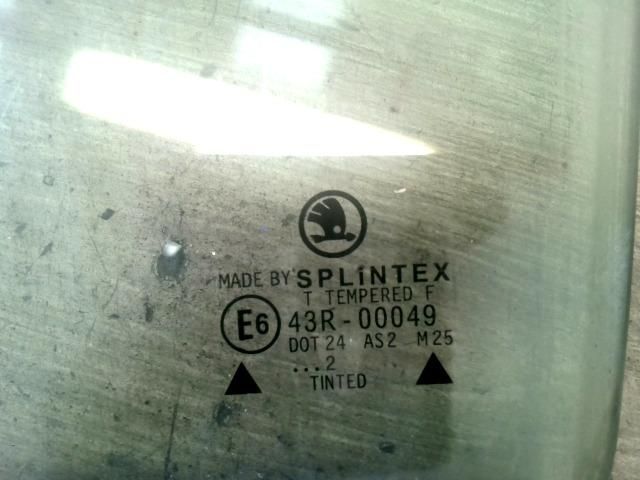 MADE BY SPLiNTEX
T TEMPERED F
E6 43R-00049
DOT 24 AS2 M25
...2
TINTED